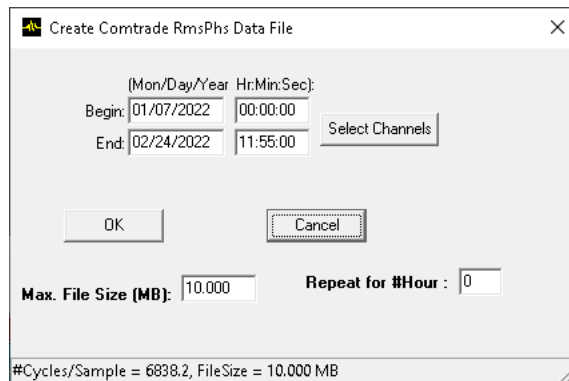 Create Comtrade RmsPhs Data File
(Mon/Day/Year Hr:Min:Sec):
Begin: 01/07/2022 00:00:00
End: 02/24/2022 11:55:00
Select Channels
OK Cancel
Max. File Size (MB): 10.000 Repeat for #Hour : 0
#Cycles/Sample = 6838.2, FileSize = 10.000 MB